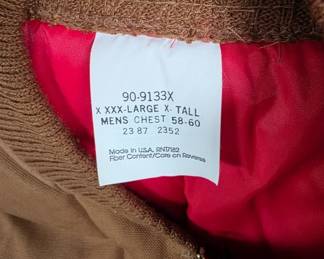 90-9133X
X XXX-LARGE X-TALL
MENS CHEST 58-60
23 87 2352
Made in U.S.A. RN17182
Fiber Content/Care on Reverse